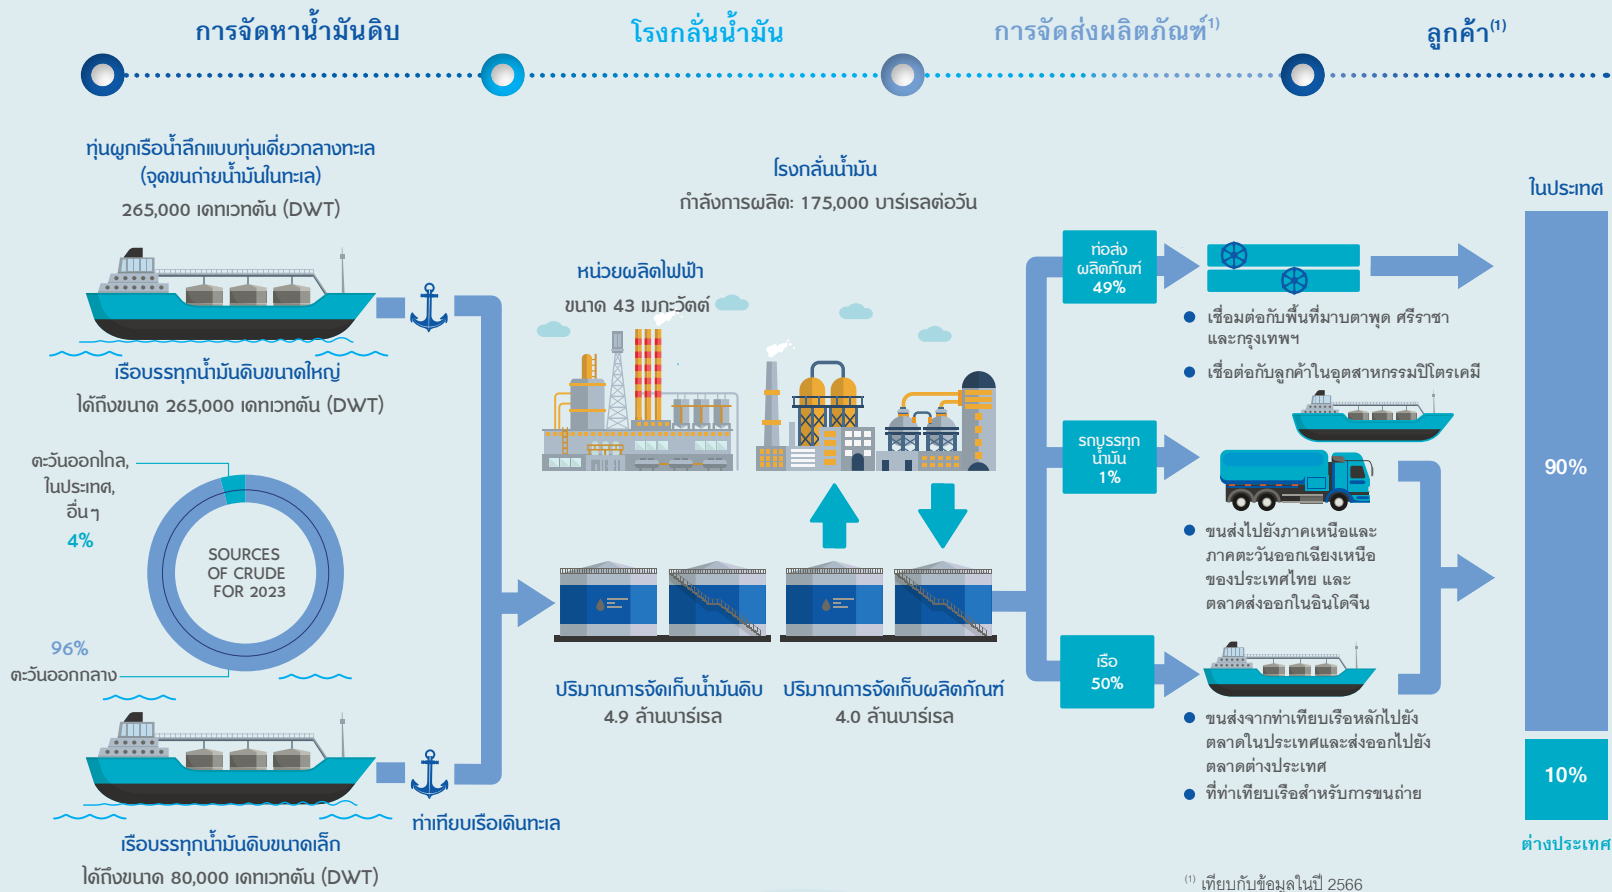 การจัดหาน้ำมันดิบ
โรงกลั่นน้ำมัน
การจัดส่งผลิตภัณฑ์1)
ลูกค้า(1)
ทุ่นผูกเรือน้ำลึกแบบทุ่นเดี่ยวกลางทะเล
(จุดขนถ่ายน้ำมันในทะเล)
265,000 เดทเวทตัน (DWT)
เรือบรรทุกน้ำมันดิบขนาดใหญ่
ได้ถึงขนาด 265,000 เดทเวทตัน (DWT)
ตะวันออกไกล,
ในประเทศ,
อื่นๆ
4%
SOURCES
OF CRUDE
FOR 2023
96%
ตะวันออกกลาง
เรือบรรทุกน้ำมันดิบขนาดเล็ก
ได้ถึงขนาด 80,000 เดทเวทตัน (DWT)
ท่าเทียบเรือเดินทะเล
โรงกลั่นน้ำมัน
กำลังการผลิต: 175,000 บาร์เรลต่อวัน
หน่วยผลิตไฟฟ้า
ขนาด 43 เมกะวัตต์
ปริมาณการจัดเก็บน้ำมันดิบ
4.9 ล้านบาร์เรล
ปริมาณการจัดเก็บผลิตภัณฑ์
4.0 ล้านบาร์เรล
ท่อส่ง
ผลิตภัณฑ์
49%
เชื่อมต่อกับพื้นที่มาบตาพุด ศรีราชา
และกรุงเทพฯ
เชื่อต่อกับลูกค้าในอุตสาหกรรมปิโตรเคมี
รถบรรทุก
น้ำมัน
1%
ขนส่งไปยังภาคเหนือและ
ภาคตะวันออกเฉียงเหนือ
ของประเทศไทย และ
ตลาดส่งออกในอินโดจีน
เรือ
50%
ขนส่งจากท่าเทียบเรือหลักไปยัง
ตลาดในประเทศและส่งออกไปยัง
ตลาดต่างประเทศ
ที่ท่าเทียบเรือสำหรับการขนถ่าย
ในประเทศ
90%
10%
ต่างประเทศ
(1) เทียบกับข้อมูลในปี 2566